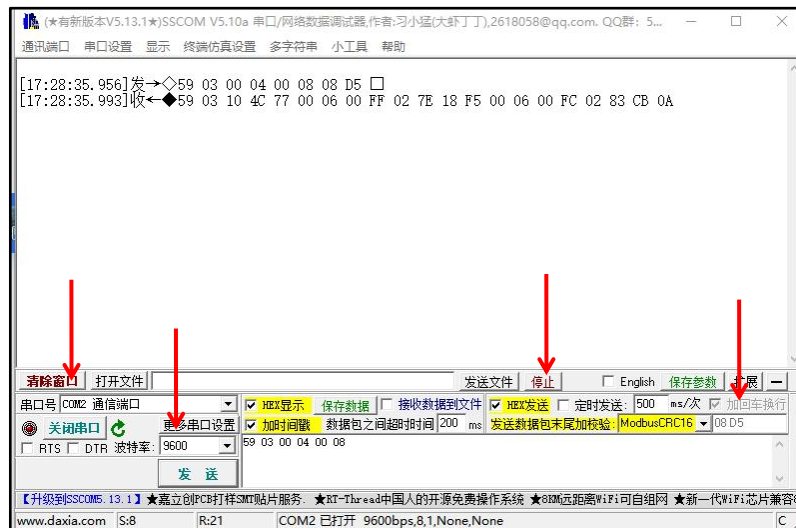 (★有新版本V5.13.1★)SSCOM V5.10a 串口/网络数据调试器,作者:习小猛(大虾丁丁),2618058@qq.com. QQ群: 5...
通讯端口 串口设置 显示 终端仿真设置 多字符串 小工具 帮助
[17:28:35.956]发→◇59 03 00 04 00 08 08 D5 □
[17:28:35.993]收←◆59 03 10 4C 77 00 06 00 FF 02 7E 18 F5 00 06 00 FC 02 83 CB 0A
清除窗口 打开文件 发送文件 停止 English 保存参数 扩展 —
串口号 COM2 通信端口 HEX显示 保存数据 接收数据到文件 HEX发送 定时发送: 500 ms/次 加回车换行
关闭串口 更多串口设置 加时间戳 数据包之间超时时间 200 ms 发送数据包末尾加校验: ModbusCRC16 08 D5
RTS DTR 波特率: 9600 59 03 00 04 00 08
发 送
【升级到SSCOM5.13.1】★嘉立创PCB打样SMT贴片服务. ★RT-Thread中国人的开源免费操作系统 ★8KM远距离WiFi可自组网 ★新一代WiFi芯片兼容
www.daxia.com S:8 R:21 COM2 已打开 9600bps,8,1,None,None C